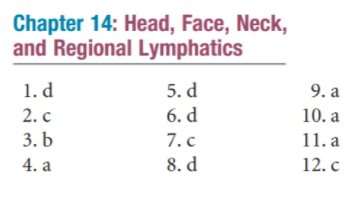 Chapter 14: Head, Face, Neck,
and Regional Lymphatics
1. d
2. c
3. b
4. a
5. d
6. d
7. c
8. d
9. a
10. a
11. a
12. c